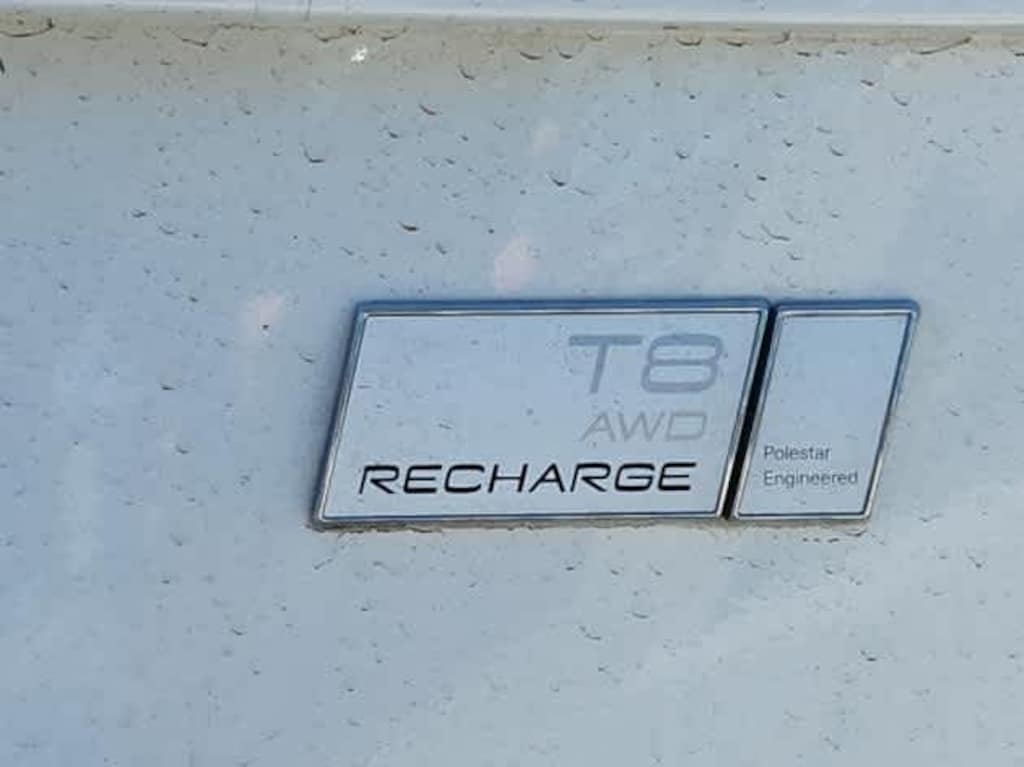 T8
AWD
RECHARGE
Polestar
Engineered